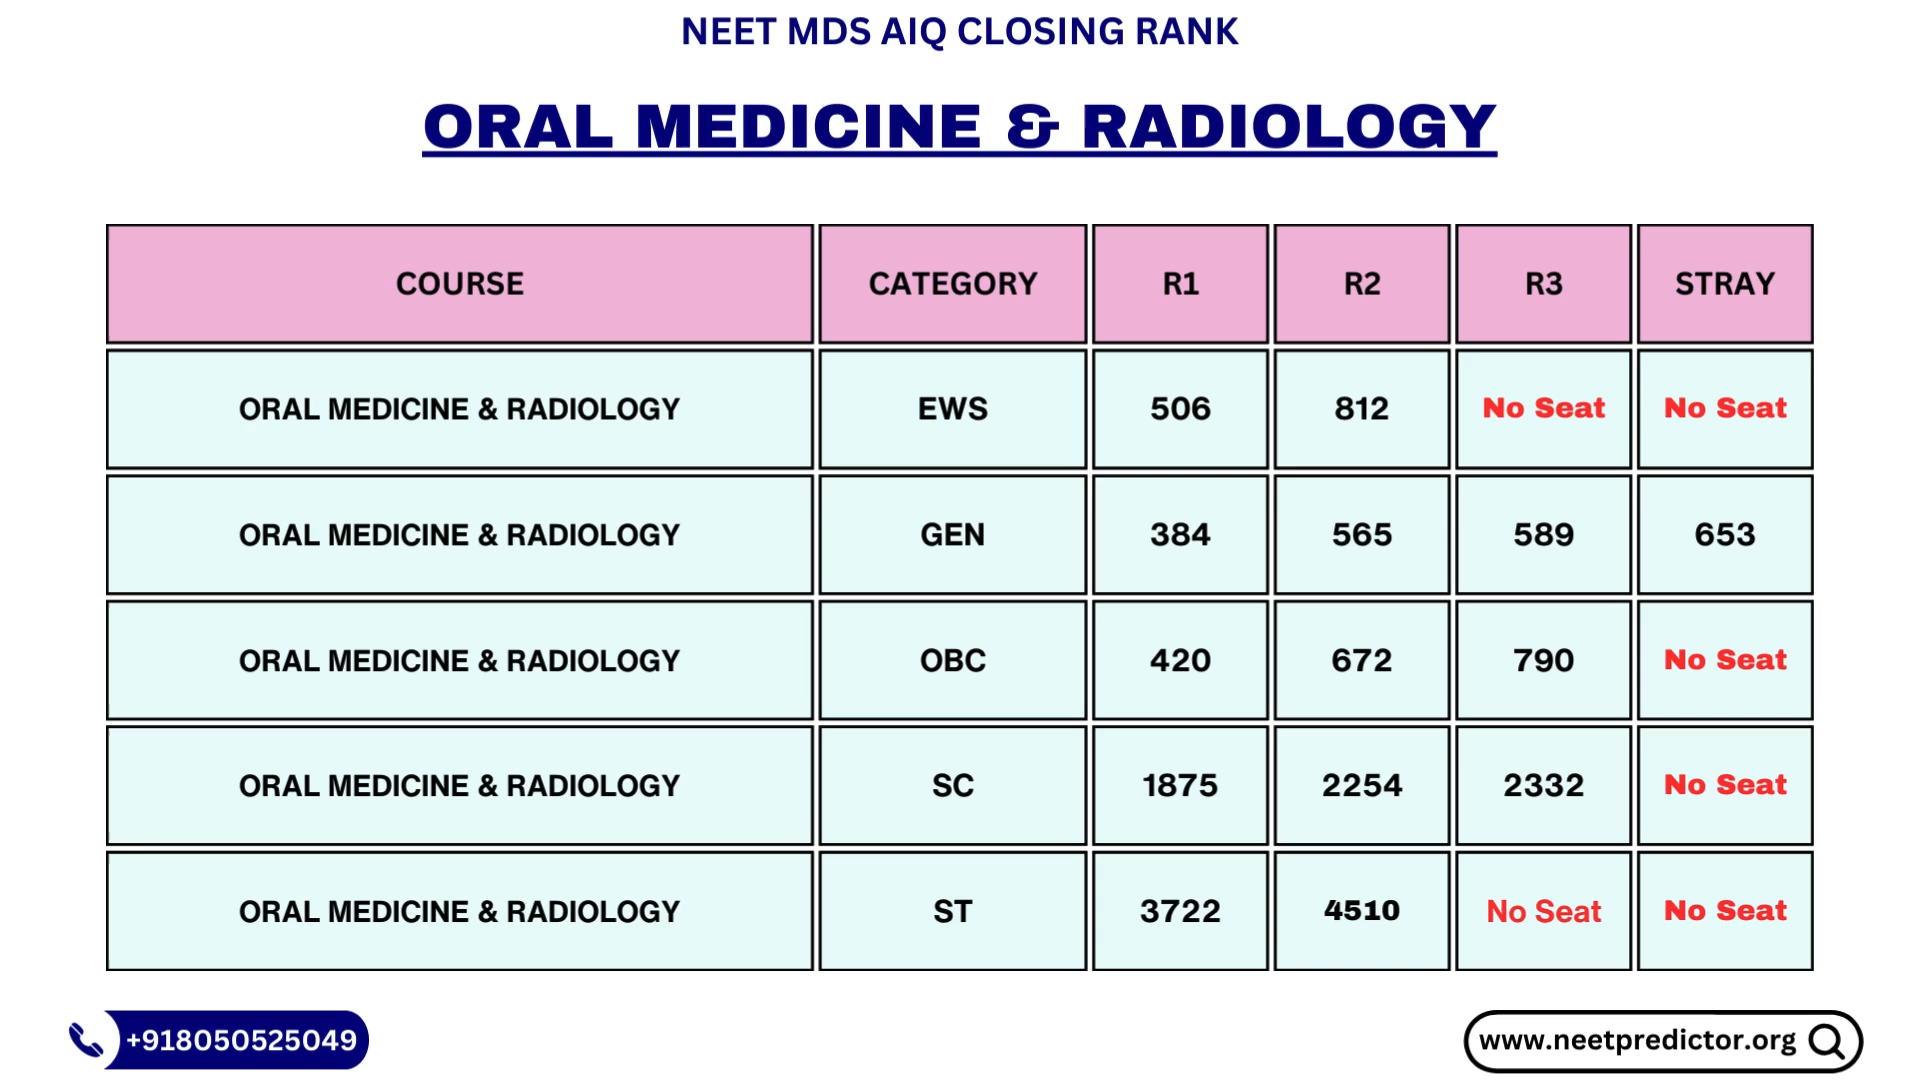 NEET MDS AIQ CLOSING RANK
ORAL MEDICINE & RADIOLOGY
COURSE CATEGORY R1 R2 R3 STRAY
ORAL MEDICINE & RADIOLOGY EWS 506 812 No Seat No Seat
ORAL MEDICINE & RADIOLOGY GEN 384 565 589 653
ORAL MEDICINE & RADIOLOGY OBC 420 672 790 No Seat
ORAL MEDICINE & RADIOLOGY SC 1875 2254 2332 No Seat
ORAL MEDICINE & RADIOLOGY ST 3722 4510 No Seat No Seat
+918050525049
www.neetpredictor.org